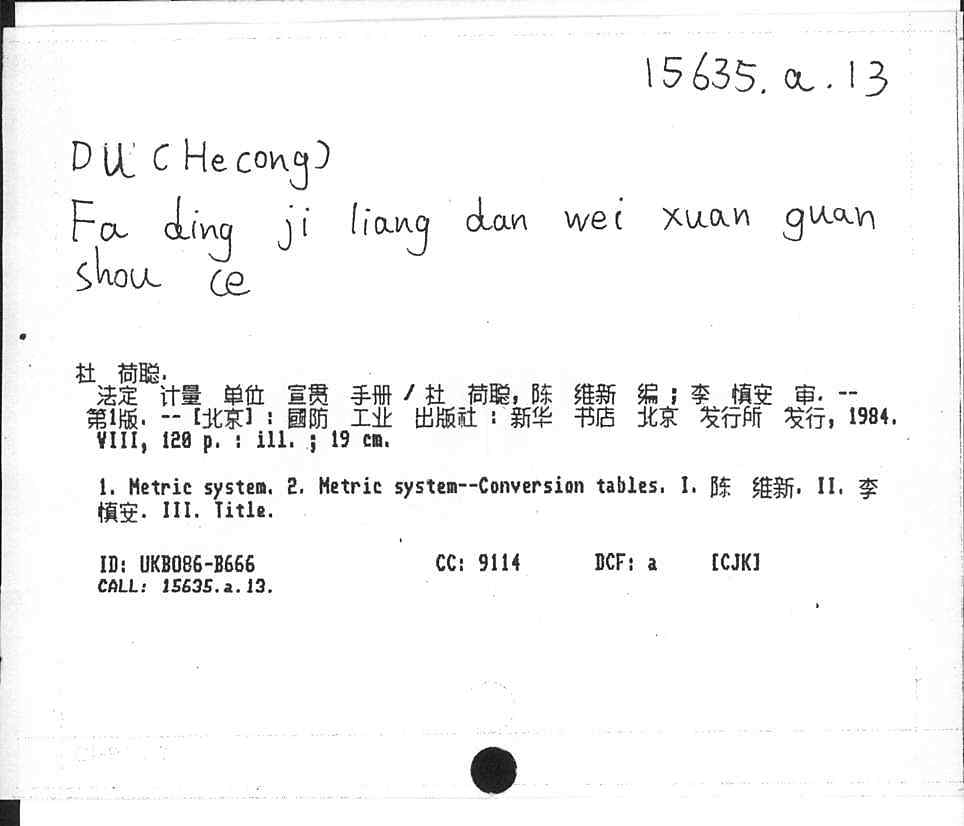 15635. a. 13
DU (Hecong)
Fa ding ji liang dan wei xuan guan
shou ce
杜 荷聪.
法定 计量 单位 宣贯 手册 / 杜 荷聪, 陈 维新 编 ; 李 慎安 审. --
第1版. -- [北京] : 國防 工业 出版社 : 新华 书店 北京 发行所 发行, 1984.
VIII, 120 p. : ill. ; 19 cm.
1. Metric system. 2. Metric system--Conversion tables. I. 陈 维新. II. 李
慎安. III. Title.
ID: UKB086-B666 CC: 9114 DCF: a [CJK]
CALL: 15635.a.13.